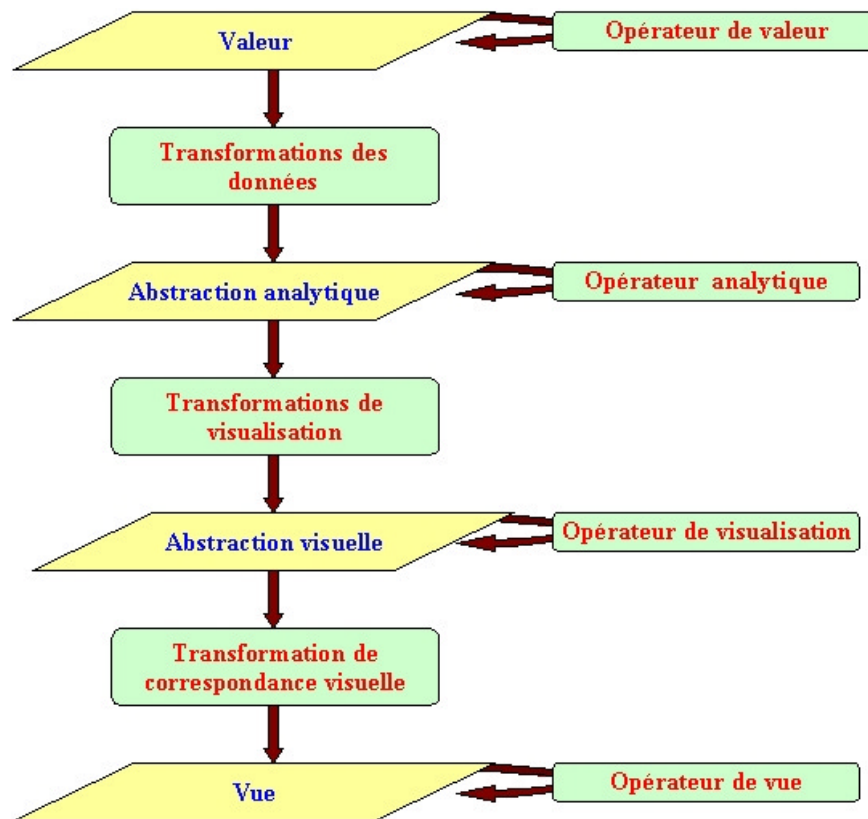 Valeur
Opérateur de valeur
Transformations des
données
Abstraction analytique
Opérateur analytique
Transformations de
visualisation
Abstraction visuelle
Opérateur de visualisation
Transformation de
correspondance visuelle
Vue
Opérateur de vue